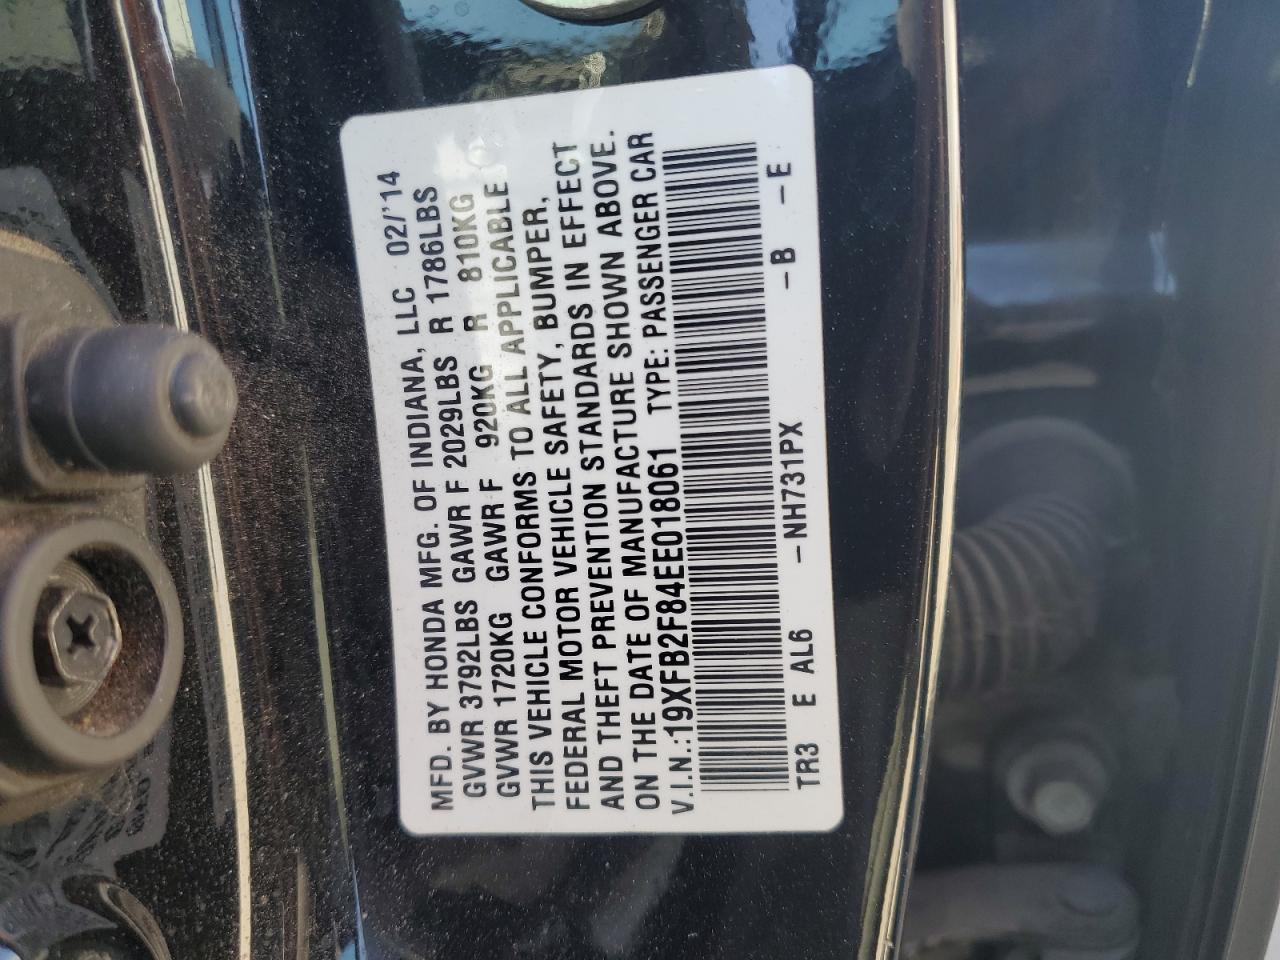 MFD. BY HONDA MFG. OF INDIANA, LLC 02/'14
GVWR 3792LBS GAWR F 2029LBS R 1786LBS
GVWR 1720KG GAWR F 920KG R 810KG
THIS VEHICLE CONFORMS TO ALL APPLICABLE
FEDERAL MOTOR VEHICLE SAFETY, BUMPER,
AND THEFT PREVENTION STANDARDS IN EFFECT
ON THE DATE OF MANUFACTURE SHOWN ABOVE.
V.I.N.:19XFB2F84EE018061 TYPE: PASSENGER CAR
TR3 E AL6 -NH731PX -B -E